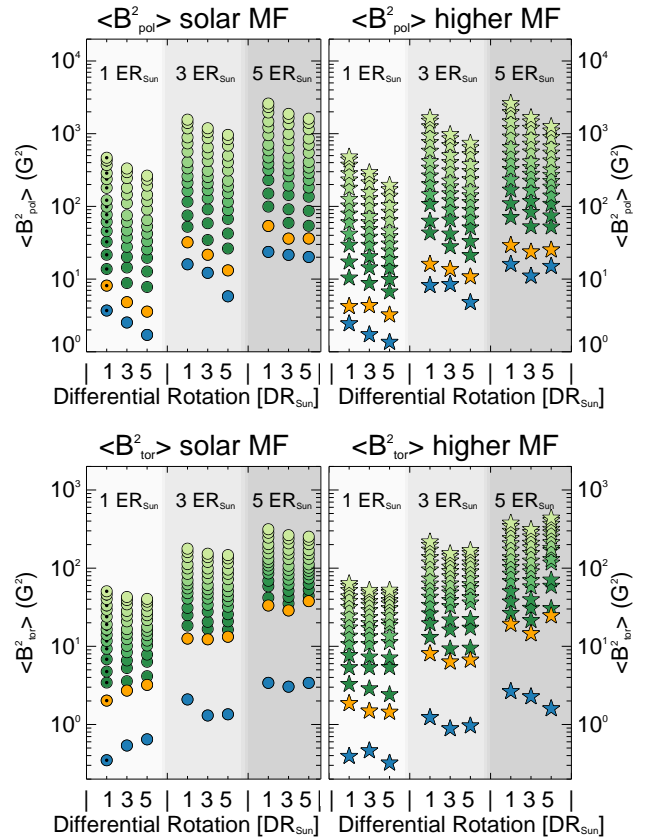 <B²pol> solar MF <B²pol> higher MF
10⁴ 1 ERSun 3 ERSun 5 ERSun 1 ERSun 3 ERSun 5 ERSun 10⁴
10³ 10³
<B²pol> (G²) <B²pol> (G²)
10² 10²
10¹ 10¹
10⁰ 10⁰
| 1 3 5 | 1 3 5 | 1 3 5 | | 1 3 5 | 1 3 5 | 1 3 5 |
Differential Rotation [DRSun] Differential Rotation [DRSun]
<B²tor> solar MF <B²tor> higher MF
10³ 1 ERSun 3 ERSun 5 ERSun 1 ERSun 3 ERSun 5 ERSun 10³
10² 10²
<B²tor> (G²) <B²tor> (G²)
10¹ 10¹
10⁰ 10⁰
| 1 3 5 | 1 3 5 | 1 3 5 | | 1 3 5 | 1 3 5 | 1 3 5 |
Differential Rotation [DRSun] Differential Rotation [DRSun]